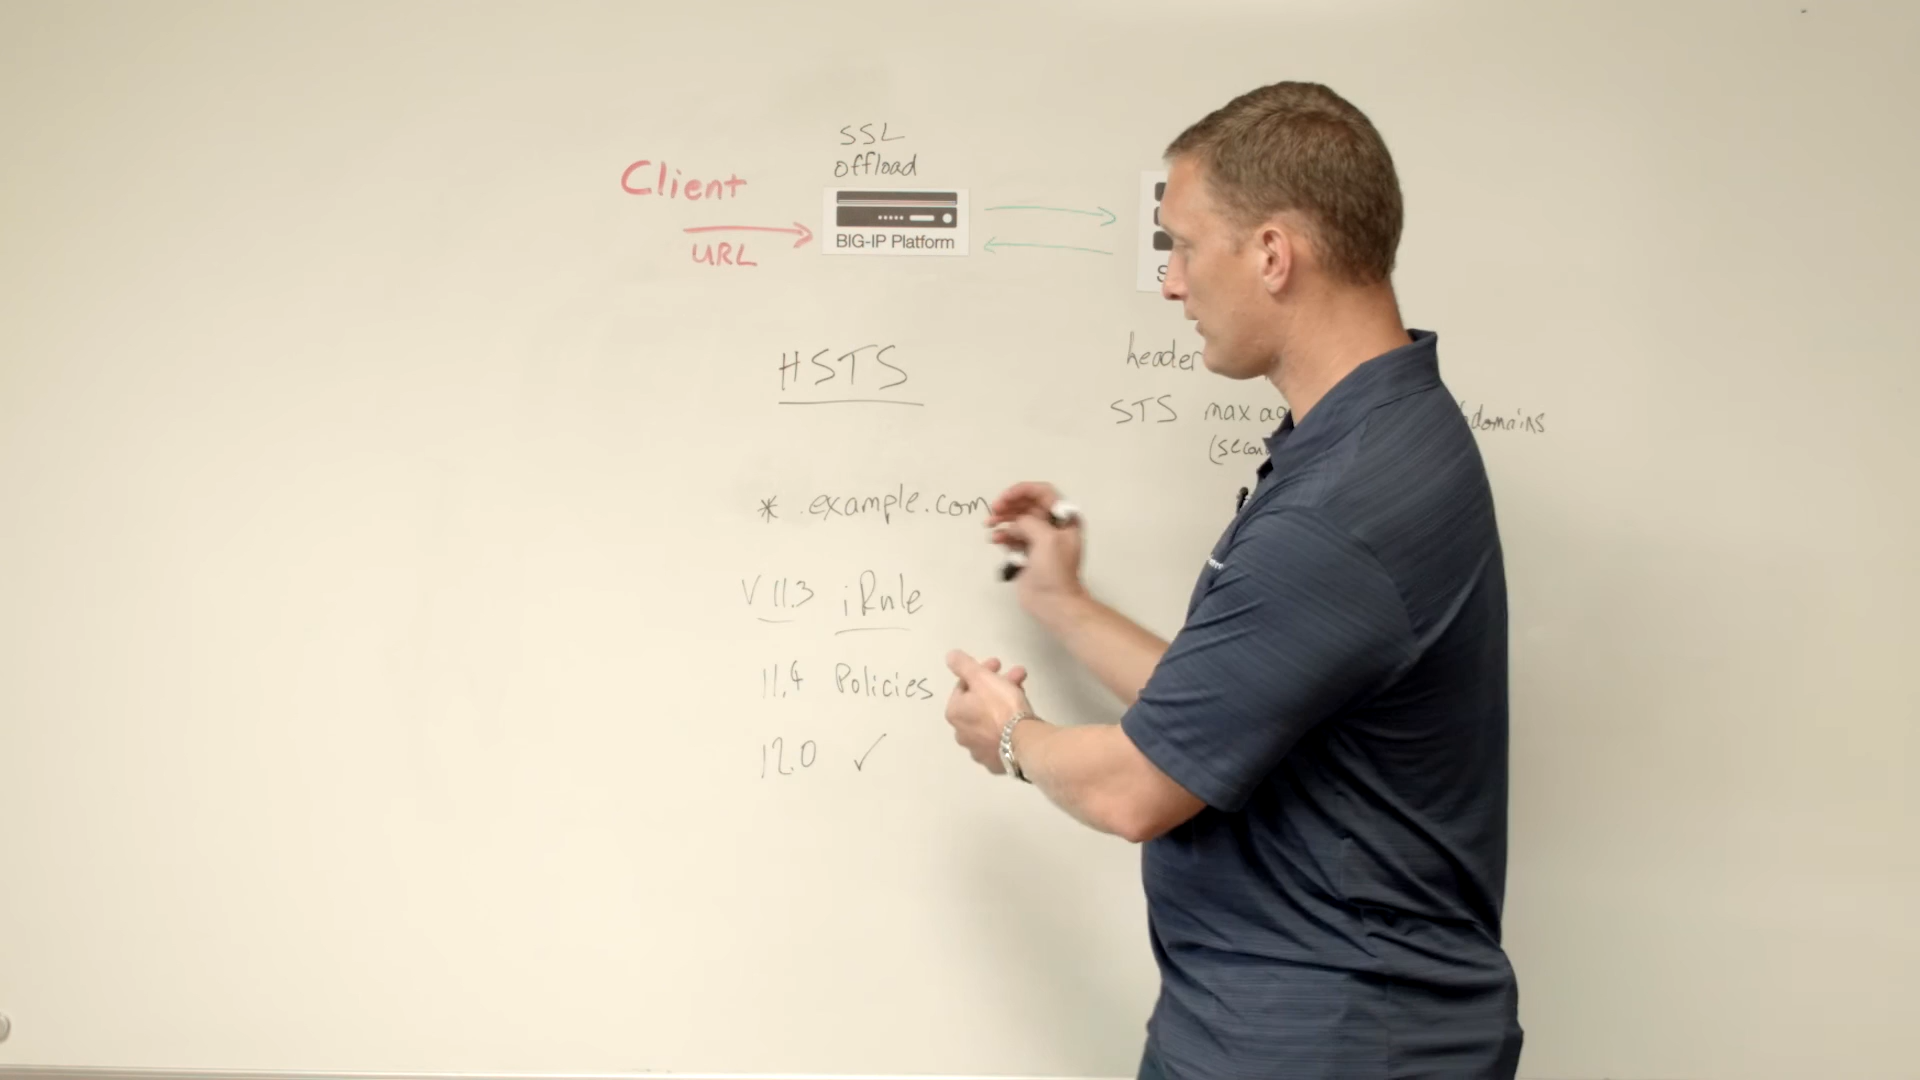 SSL
offload
Client
URL
BIG-IP Platform
S
HSTS
header
STS max ag
domains
(secon
* .example.com
V 11.3 iRule
11.4 Policies
12.0 ✓